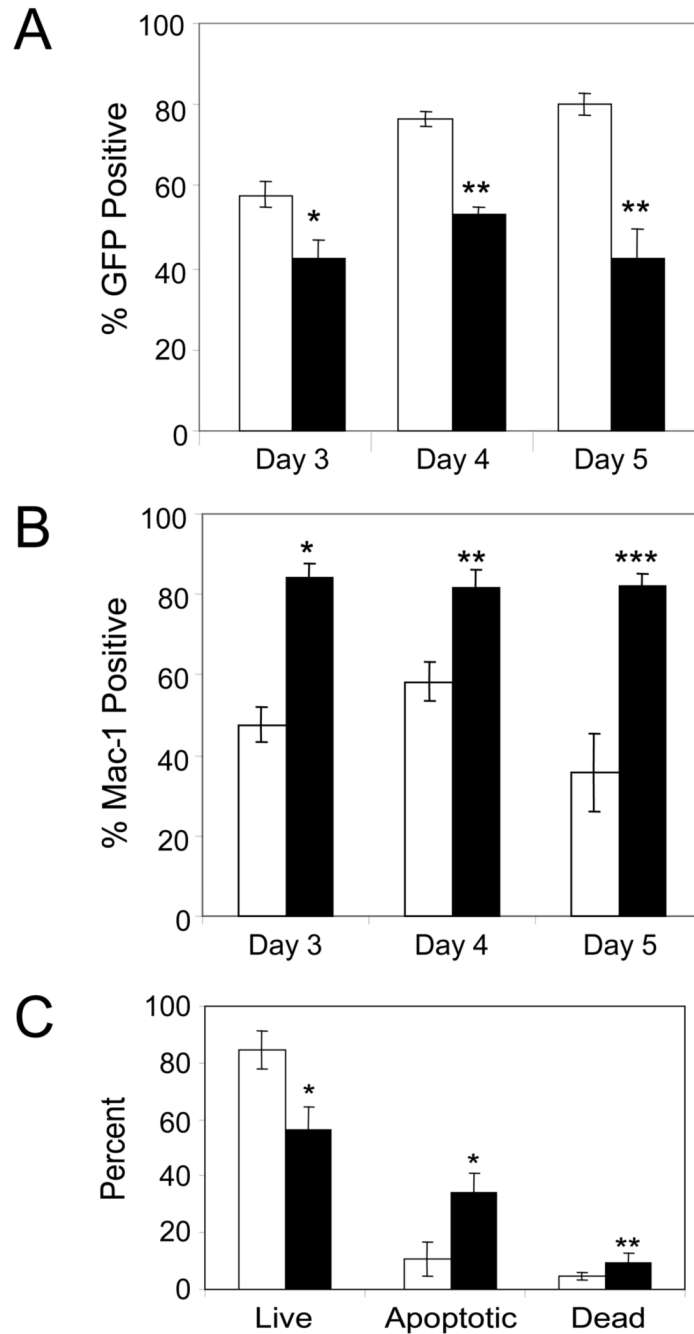 A
% GFP Positive
100
80
60
40
20
0
*
**
**
Day 3
Day 4
Day 5
B
% Mac-1 Positive
100
80
60
40
20
0
*
**
***
Day 3
Day 4
Day 5
C
Percent
100
80
60
40
20
0
*
*
**
Live
Apoptotic
Dead